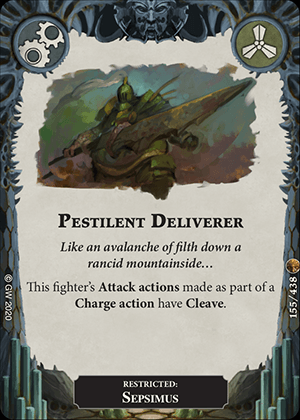 PESTILENT DELIVERER
Like an avalanche of filth down a
rancid mountainside…
This fighter's Attack actions made as part of a
Charge action have Cleave.
RESTRICTED:
SEPSIMUS
© GW 2020
155/438